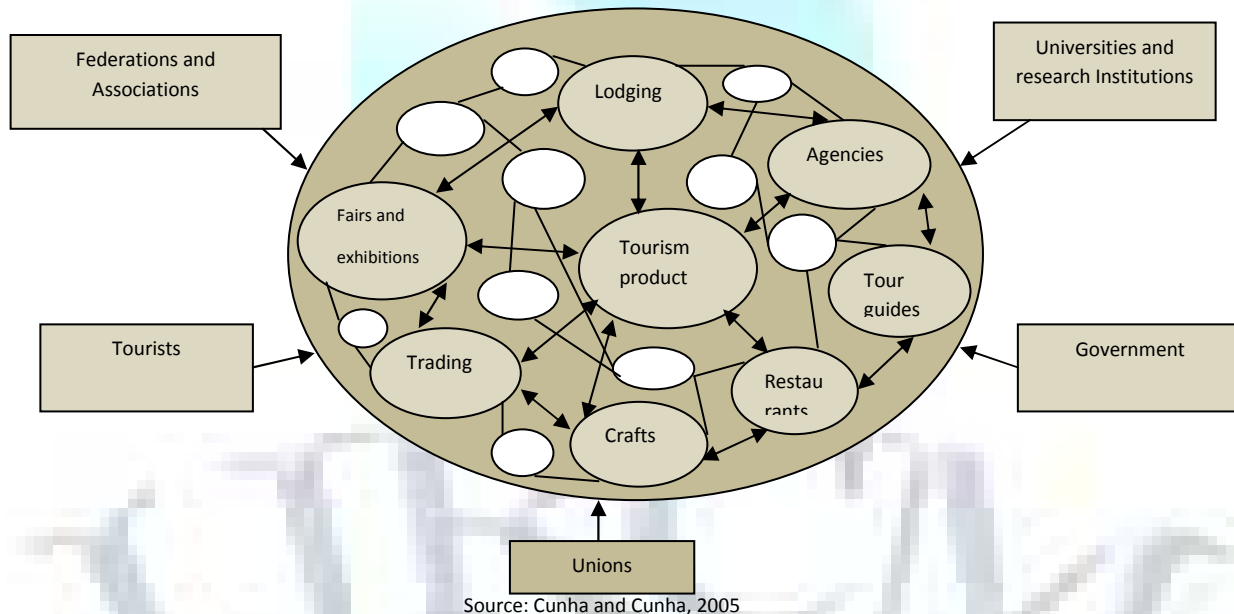 Federations and
Associations
Universities and
research Institutions
Lodging
Agencies
Fairs and
exhibitions
Tourism
product
Tour
guides
Tourists
Government
Trading
Restau
rants
Crafts
Unions
Source: Cunha and Cunha, 2005